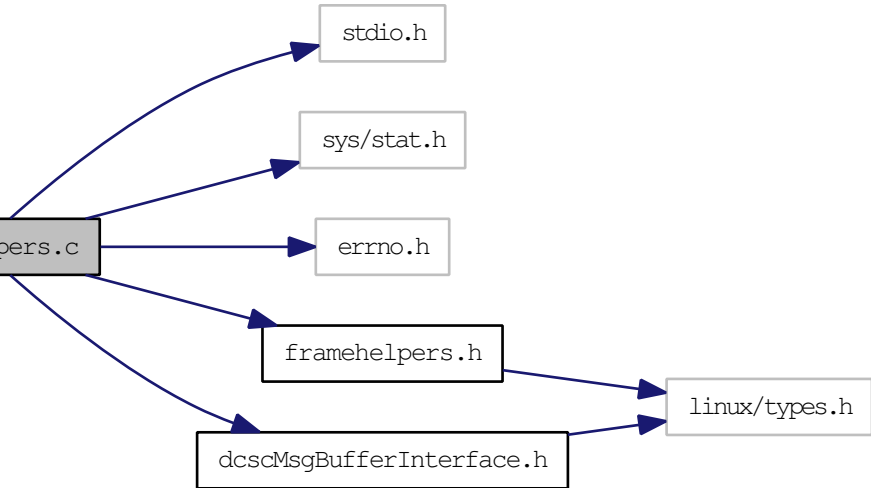 stdio.h
sys/stat.h
pers.c
errno.h
framehelpers.h
linux/types.h
dcscMsgBufferInterface.h